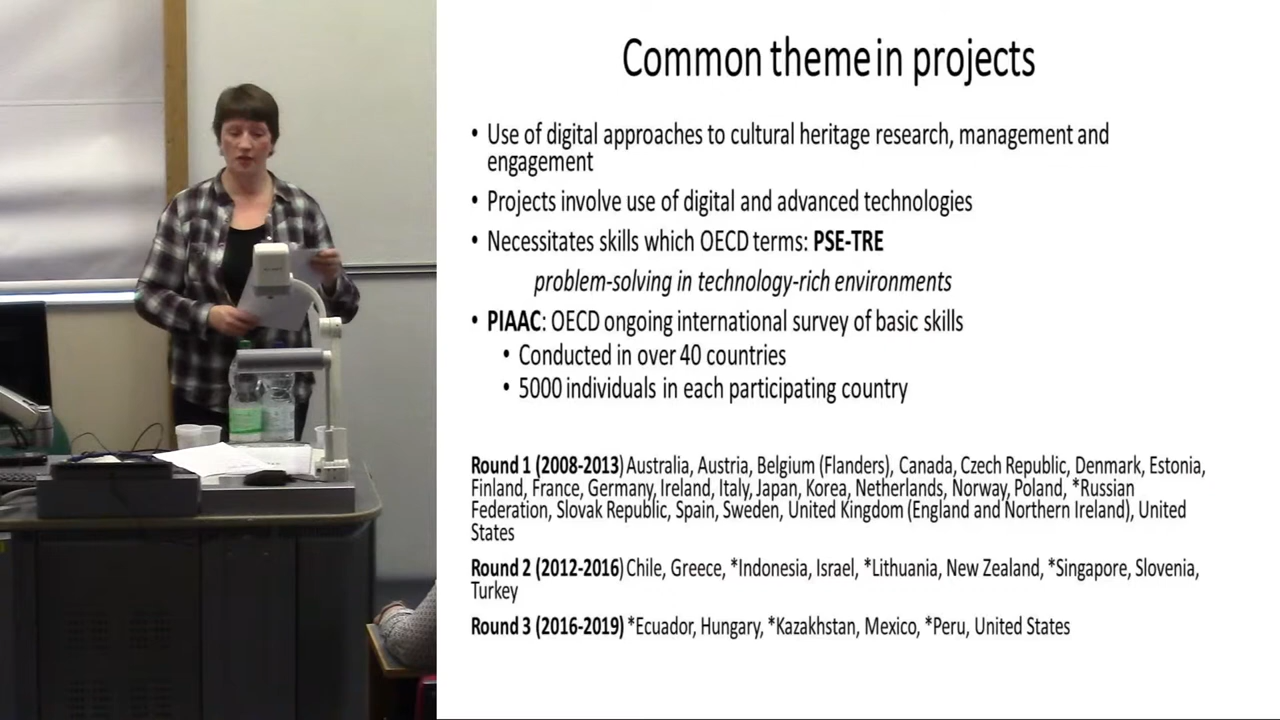 Common theme in projects
• Use of digital approaches to cultural heritage research, management and
engagement
• Projects involve use of digital and advanced technologies
• Necessitates skills which OECD terms: PSE-TRE
problem-solving in technology-rich environments
• PIAAC: OECD ongoing international survey of basic skills
• Conducted in over 40 countries
• 5000 individuals in each participating country
Round 1 (2008-2013) Australia, Austria, Belgium (Flanders), Canada, Czech Republic, Denmark, Estonia,
Finland, France, Germany, Ireland, Italy, Japan, Korea, Netherlands, Norway, Poland, *Russian
Federation, Slovak Republic, Spain, Sweden, United Kingdom (England and Northern Ireland), United
States
Round 2 (2012-2016) Chile, Greece, *Indonesia, Israel, *Lithuania, New Zealand, *Singapore, Slovenia,
Turkey
Round 3 (2016-2019) *Ecuador, Hungary, *Kazakhstan, Mexico, *Peru, United States